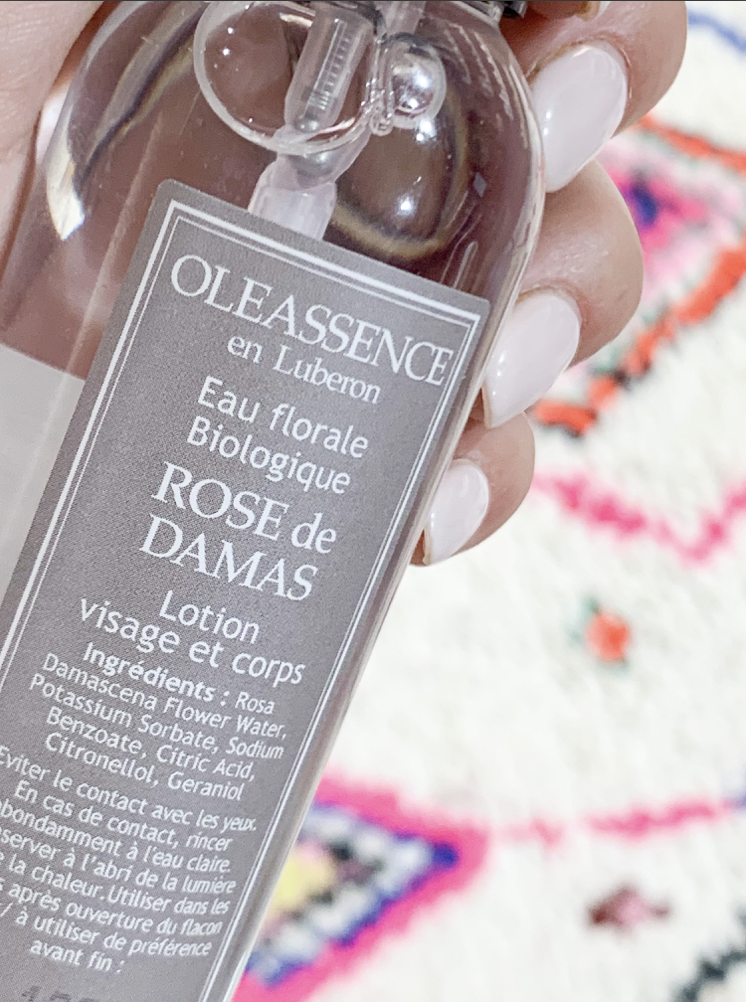 OLEASSENCE
en Luberon
Eau florale
Biologique
ROSE de
DAMAS
Lotion
visage et corps
Ingrédients : Rosa
Damascena Flower Water,
Potassium Sorbate, Sodium
Benzoate, Citric Acid,
Citronellol, Geraniol
Eviter le contact avec les yeux.
En cas de contact, rincer
abondamment à l'eau claire.
à l'abri de la lumière
la chaleur. Utiliser dans les
après ouverture du flacon
/ à utiliser de préférence
avant fin :